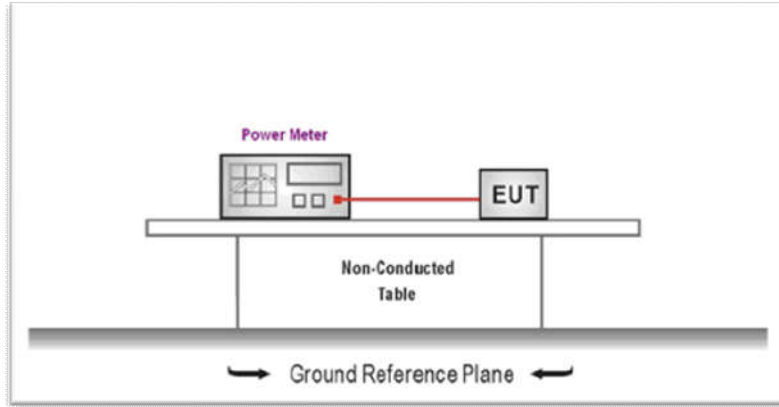 Power Meter
EUT
Non-Conducted
Table
Ground Reference Plane